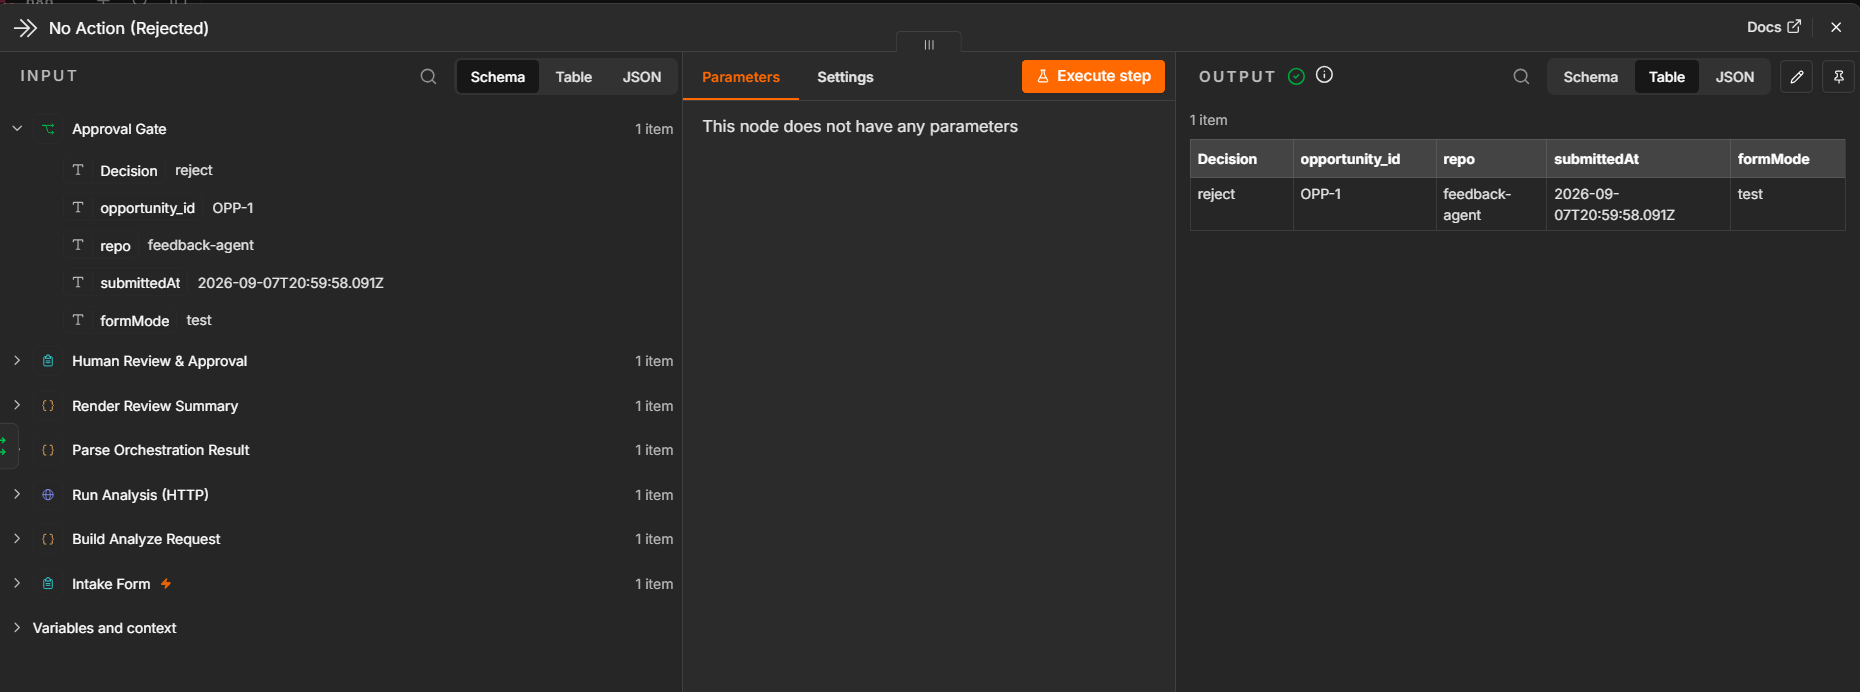 No Action (Rejected)
Docs
INPUT
Schema
Table
JSON
Approval Gate
1 item
Decision
reject
opportunity_id
OPP-1
repo
feedback-agent
submittedAt
2026-09-07T20:59:58.091Z
formMode
test
Human Review & Approval
1 item
Render Review Summary
1 item
Parse Orchestration Result
1 item
Run Analysis (HTTP)
1 item
Build Analyze Request
1 item
Intake Form
1 item
Variables and context
Parameters
Settings
Execute step
This node does not have any parameters
OUTPUT
Schema
Table
JSON
1 item
Decision
opportunity_id
repo
submittedAt
formMode
reject
OPP-1
feedback-
agent
2026-09-
07T20:59:58.091Z
test